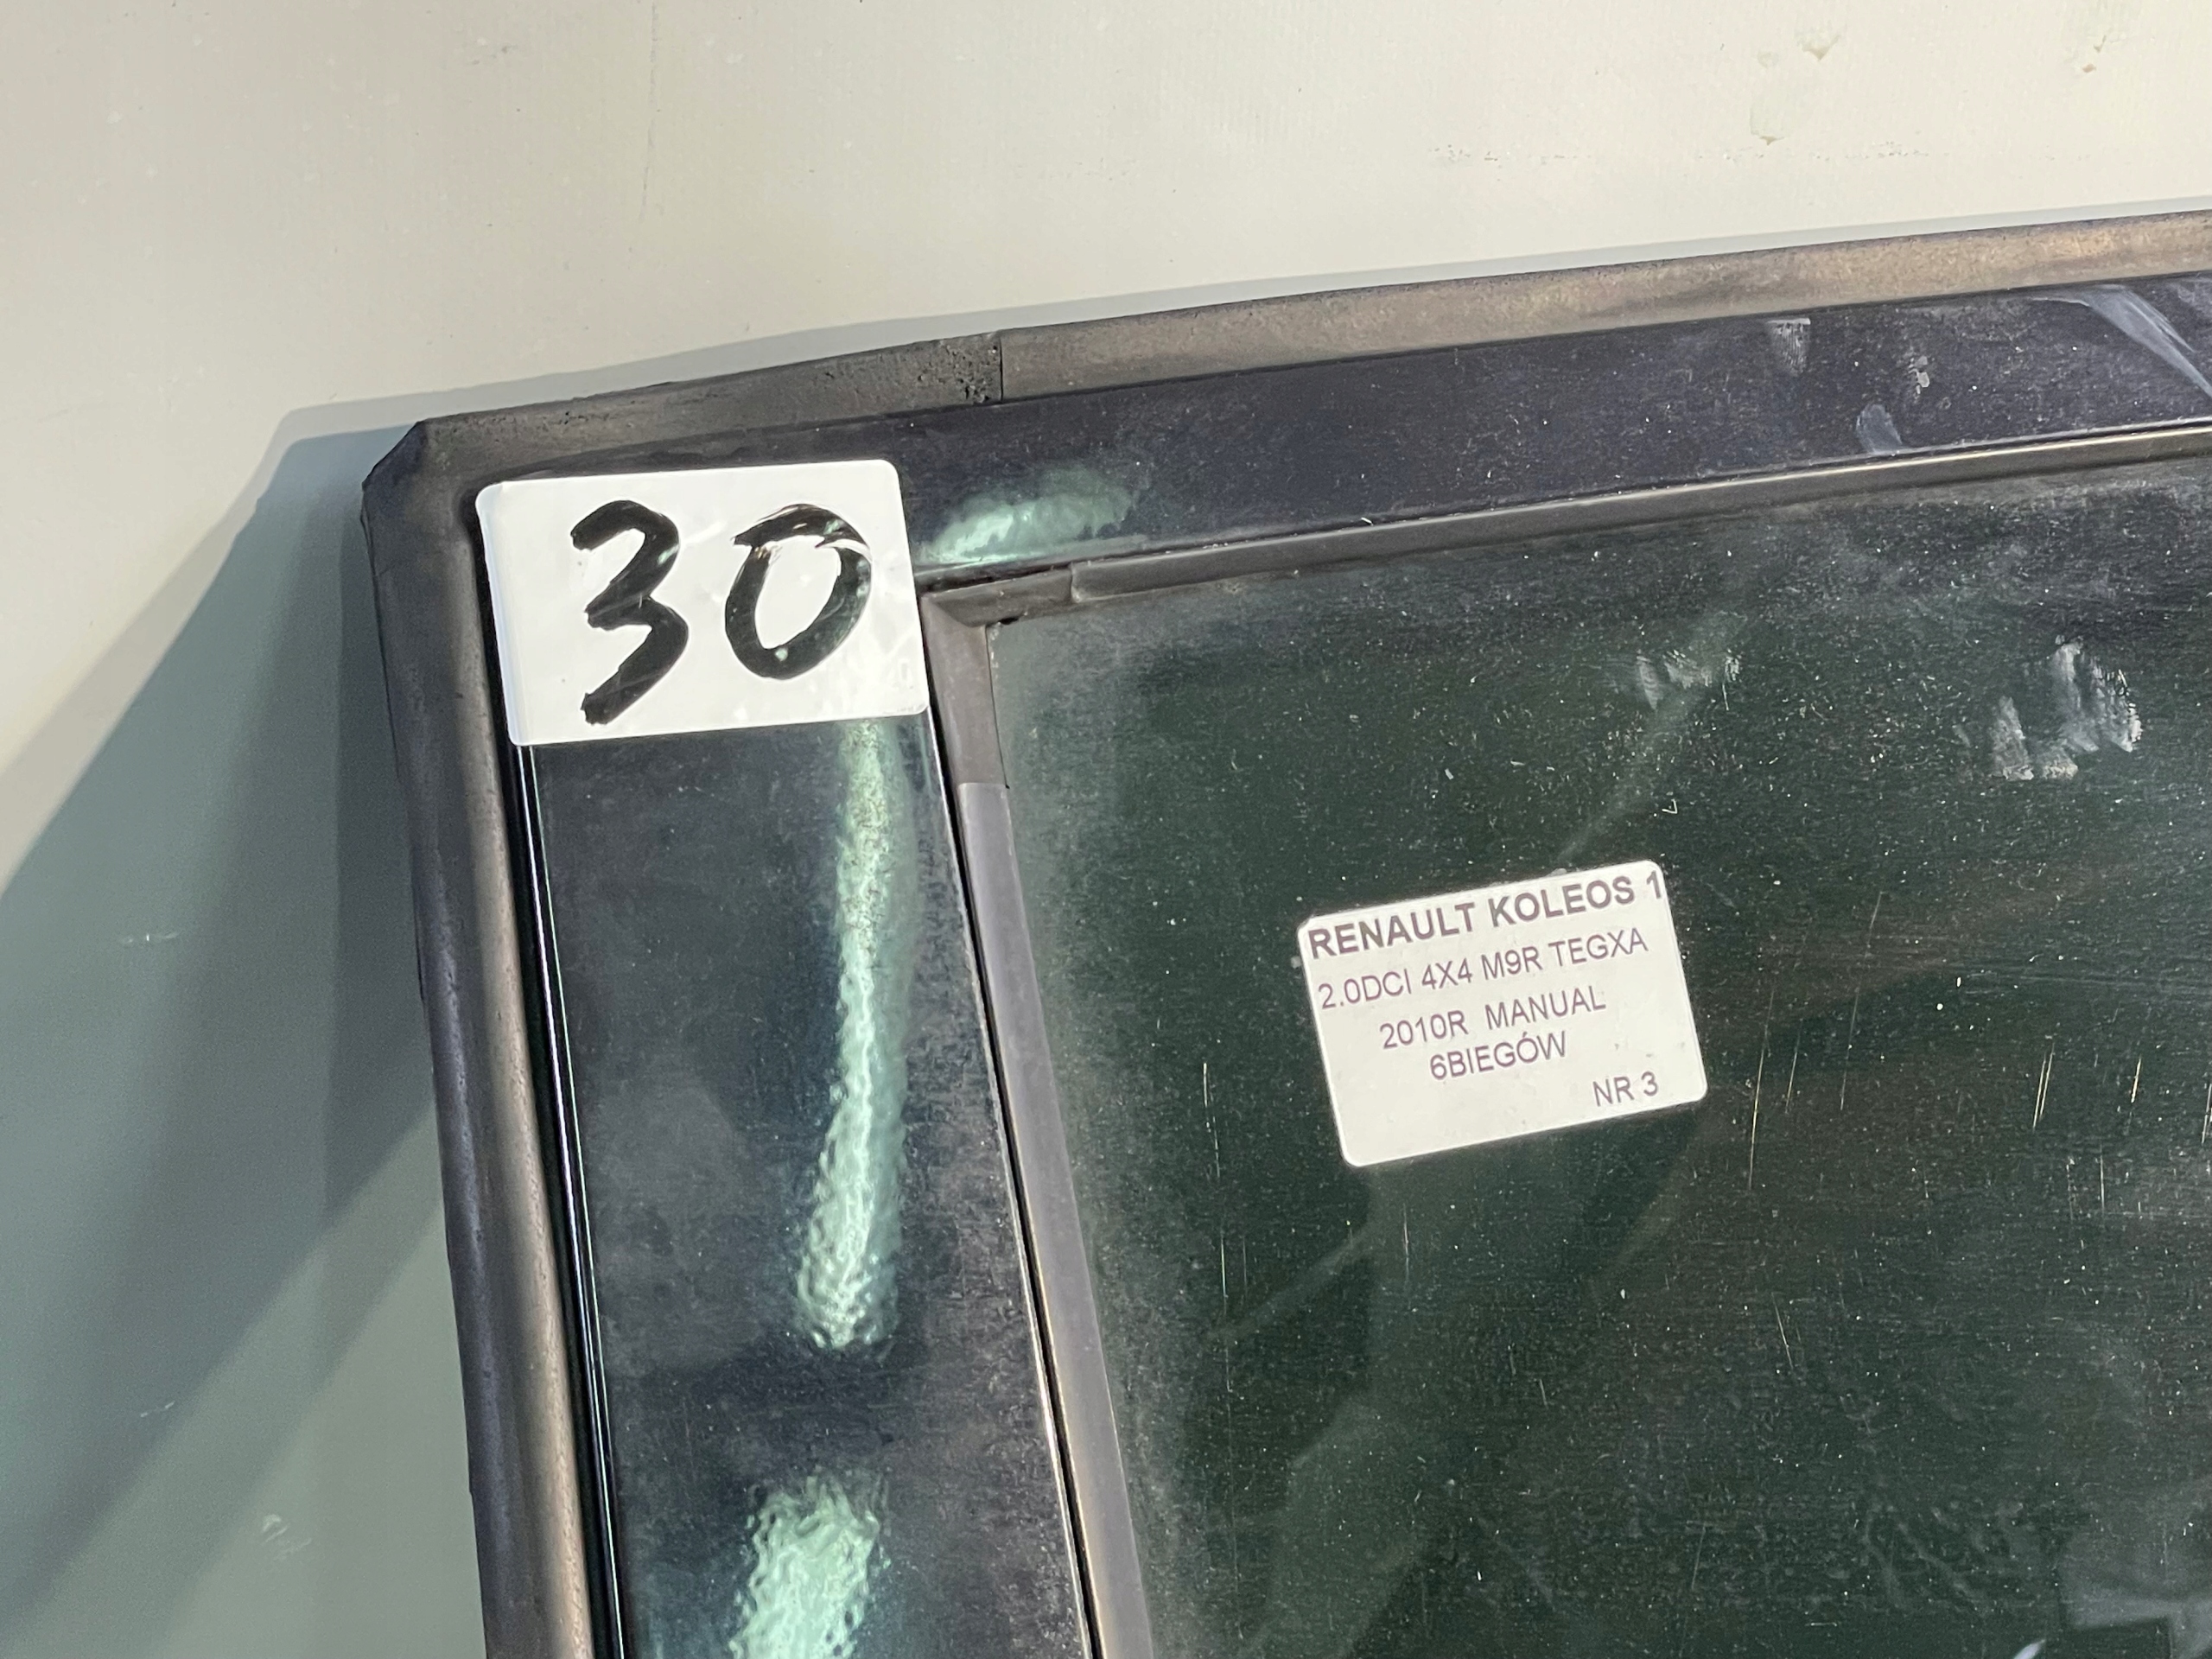 30
RENAULT KOLEOS 1
2.0DCI 4X4 M9R TEGXA
2010R MANUAL
6BIEGÓW
NR 3